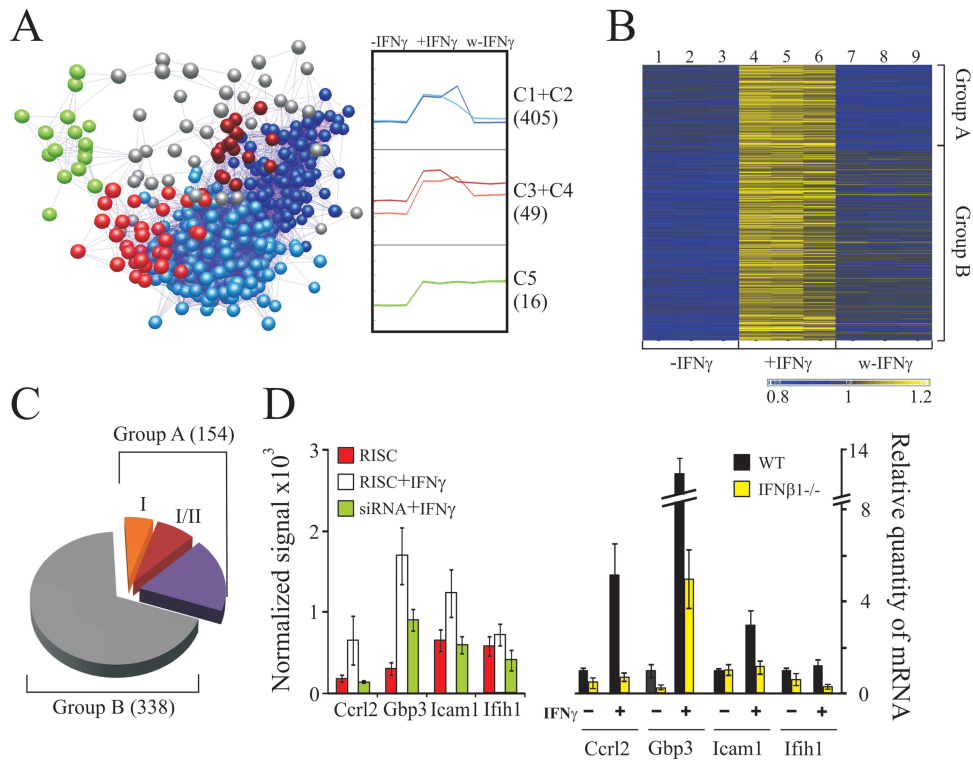 A
-IFNγ +IFNγ w-IFNγ
C1+C2
(405)
C3+C4
(49)
C5
(16)
B
1 2 3 4 5 6 7 8 9
Group A
Group B
-IFNγ +IFNγ w-IFNγ
0.8 1 1.2
C
Group A (154)
I
I/II
Group B (338)
D
Normalized signal x10³
3
2
1
0
RISC
RISC+IFNγ
siRNA+IFNγ
Ccrl2 Gbp3 Icam1 Ifih1
WT
IFNβ1-/-
14
8
4
0
Relative quantity of mRNA
IFNγ − + − + − + − +
Ccrl2 Gbp3 Icam1 Ifih1